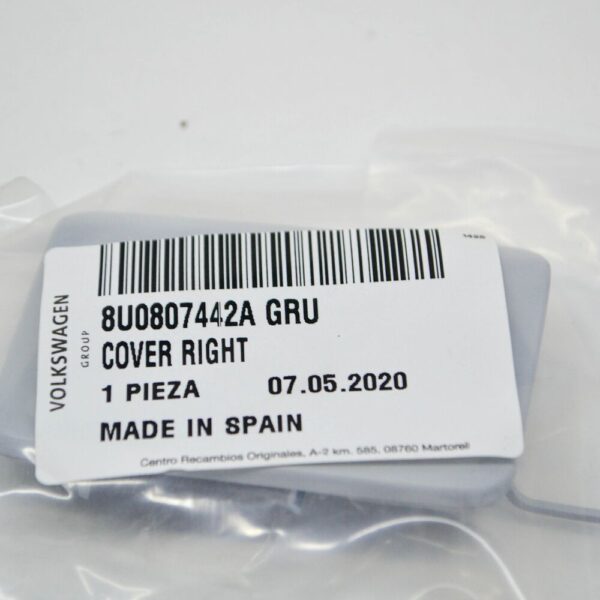 1425
VOLKSWAGEN
GROUP
8U0807442A GRU
COVER RIGHT
1 PIEZA 07.05.2020
MADE IN SPAIN
Centro Recambios Originales, A-2 km. 585, 08760 Martorell